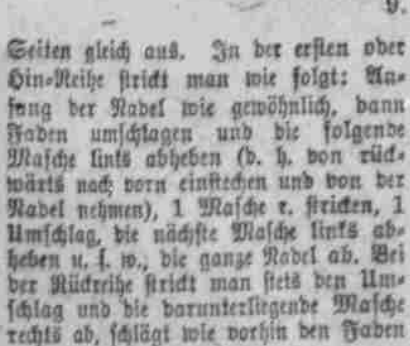 9.
Seiten gleich aus. In der ersten oder
Hin-Reihe strickt man wie folgt: An-
fang der Nadel wie gewöhnlich, dann
Faden umschlagen und die folgende
Masche links abheben (d. h. von rück-
wärts nach vorn einstechen und von der
Nadel nehmen), 1 Masche r. stricken, 1
Umschlag, die nächste Masche links ab-
heben u. s. w., die ganze Nadel ab. Bei
der Rückreihe strickt man stets den Um-
schlag und die darunterliegende Masche
rechts ab, schlägt wie vorhin den Faden